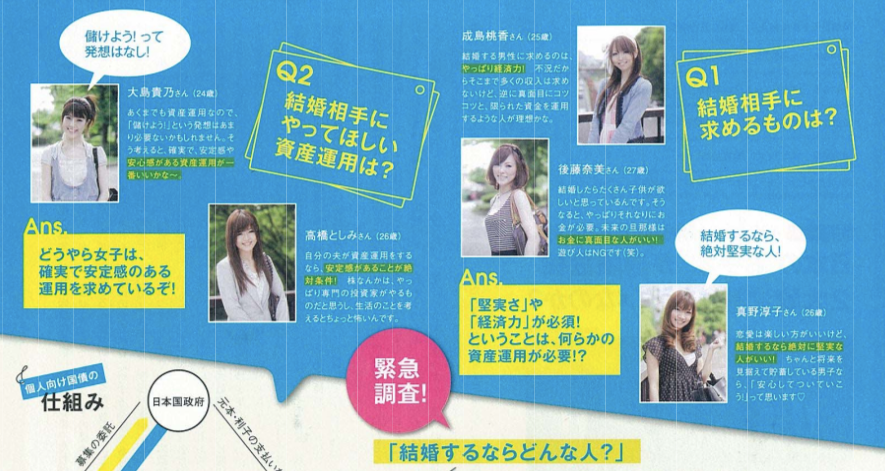 Q1
結婚相手に
求めるものは?
成島桃香さん(25歳)
結婚する男性に求めるのは、
やっぱり経済力! 不況だか
らそこまで多くの収入は求め
ないけど、逆に真面目にコツ
コツと、限られた資金を運用
するような人が理想かな。
後藤奈美さん(27歳)
結婚したらたくさん子供が欲
しいと思っているんです。そう
なると、やっぱりそれなりにお
金が必要。未来の旦那様は
お金に真面目な人がいい!
遊び人はNGです(笑)。
結婚するなら、
絶対堅実な人!
真野淳子さん(26歳)
恋愛は楽しい方がいいけど、
結婚するなら絶対に堅実な
人がいい! ちゃんと将来を
見据えて貯蓄している男子な
ら、「安心してついていこ
う!」って思います♡
Ans.
「堅実さ」や
「経済力」が必須!
ということは、何らかの
資産運用が必要!?
Q2
結婚相手に
やってほしい
資産運用は?
儲けよう! って
発想はなし!
大島貴乃さん(24歳)
あくまでも資産運用なので、
「儲けよう!」という発想はあま
り必要ないかもしれません。そ
う考えると、確実で、安定感や
安心感がある資産運用が一
番いいかな〜。
高橋としみさん(26歳)
自分の夫が資産運用をする
なら、安定感があることが絶
対条件! 株なんかは、やっ
ぱり専門の投資家がやるも
のだと思うし、生活のことを考
えるとちょっと怖いんです。
Ans.
どうやら女子は、
確実で安定感のある
運用を求めているぞ!
緊急
調査!
「結婚するならどんな人?」
個人向け国債の
仕組み
日本国政府
募集の委託
元本・利子の支払い